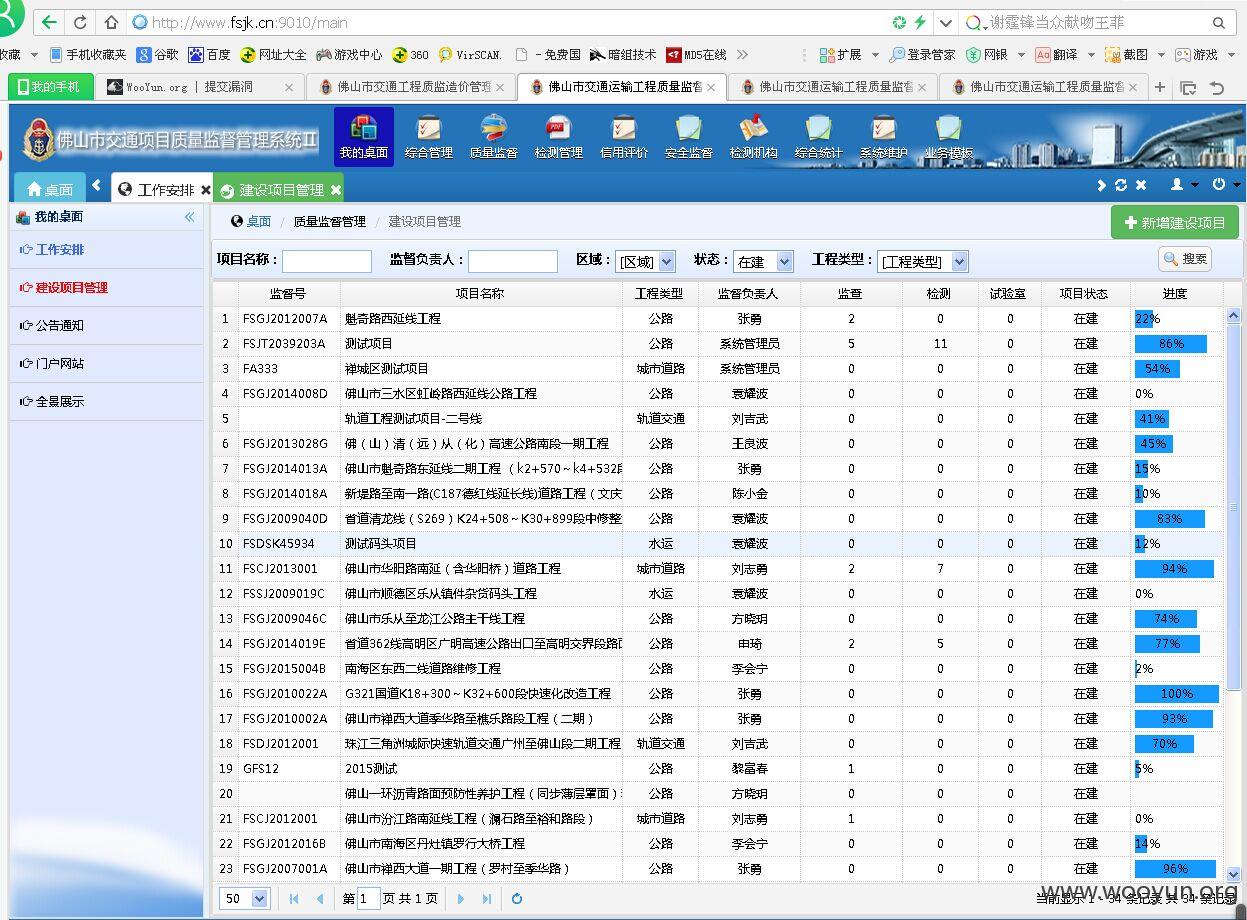 http://www.fsjk.cn:9010/main
谢霆锋当众献吻王菲
收藏 手机收藏夹 谷歌 百度 网址大全 游戏中心 360 VirSCAN. - 免费国 暗组技术 MD5在线 扩展 登录管家 网银 翻译 截图 游戏
我的手机 WooYun.org | 提交漏洞 佛山市交通工程质监造价管 佛山市交通运输工程质量监督 佛山市交通运输工程质量监督 佛山市交通运输工程质量监督
佛山市交通项目质量监督管理系统II
我的桌面 综合管理 质量监督 检测管理 信用评价 安全监督 检测机构 综合统计 系统维护 业务模板
桌面 工作安排 建设项目管理
我的桌面
工作安排
建设项目管理
公告通知
门户网站
全景展示
桌面 / 质量监督管理 / 建设项目管理
新增建设项目
项目名称： 监督负责人： 区域： [区域] 状态： 在建 工程类型： [工程类型] 搜索
监督号 项目名称 工程类型 监督负责人 监查 检测 试验室 项目状态 进度
1 FSGJ2012007A 魁奇路西延线工程 公路 张勇 2 0 0 在建 22%
2 FSJT2039203A 测试项目 公路 系统管理员 5 11 0 在建 86%
3 FA333 禅城区测试项目 城市道路 系统管理员 0 0 0 在建 54%
4 FSGJ2014008D 佛山市三水区虹岭路西延线公路工程 公路 袁耀波 0 0 0 在建 0%
5 轨道工程测试项目-二号线 轨道交通 刘吉武 0 0 0 在建 41%
6 FSGJ2013028G 佛（山）清（远）从（化）高速公路南段一期工程 公路 王良波 0 0 0 在建 45%
7 FSGJ2014013A 佛山市魁奇路东延线二期工程 （k2+570～k4+532段 公路 张勇 0 0 0 在建 15%
8 FSGJ2014018A 新堤路至南一路(C187德红线延长线)道路工程（文庆 公路 陈小金 0 0 0 在建 10%
9 FSGJ2009040D 省道清龙线（S269）K24+508～K30+899段中修整 公路 袁耀波 0 0 0 在建 83%
10 FSDSK45934 测试码头项目 水运 袁耀波 0 0 0 在建 12%
11 FSCJ2013001 佛山市华阳路南延（含华阳桥）道路工程 城市道路 刘志勇 2 7 0 在建 94%
12 FSSJ2009019C 佛山市顺德区乐从镇件杂货码头工程 水运 袁耀波 0 0 0 在建 0%
13 FSGJ2009046C 佛山市乐从至龙江公路主干线工程 公路 方晓玥 0 0 0 在建 74%
14 FSGJ2014019E 省道362线高明区广明高速公路出口至高明交界段路面 公路 申琦 2 5 0 在建 77%
15 FSGJ2015004B 南海区东西二线道路维修工程 公路 李会宁 0 0 0 在建 2%
16 FSGJ2010022A G321国道K18+300～K32+600段快速化改造工程 公路 张勇 0 0 0 在建 100%
17 FSGJ2010002A 佛山市禅西大道季华路至樵乐路段工程（二期） 公路 张勇 0 0 0 在建 93%
18 FSDJ2012001 珠江三角洲城际快速轨道交通广州至佛山段二期工程 轨道交通 刘吉武 0 0 0 在建 70%
19 GFS12 2015测试 公路 黎富春 1 0 0 在建 5%
20 佛山一环沥青路面预防性养护工程（同步薄层罩面） 公路 方晓玥 0 0 0 在建
21 FSCJ2012001 佛山市汾江路南延线工程（澜石路至裕和路段） 城市道路 刘志勇 1 0 0 在建 0%
22 FSGJ2012016B 佛山市南海区丹灶镇罗行大桥工程 公路 李会宁 0 0 0 在建 14%
23 FSGJ2007001A 佛山市禅西大道一期工程（罗村至季华路） 公路 张勇 0 0 0 在建 96%
50 第 1 页 共 1 页 当前显示 1 - 34 条记录 共 34 条记录
www.wooyun.org